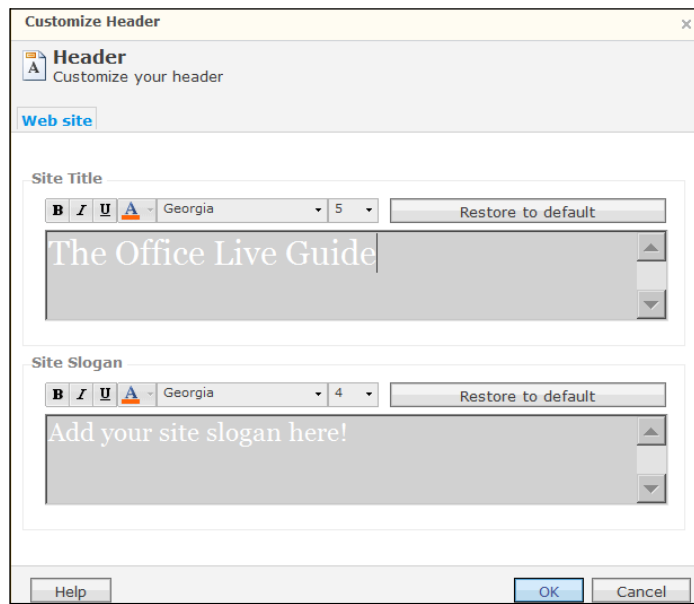 Customize Header
Header
Customize your header
Web site
Site Title
B I U A Georgia 5 Restore to default
The Office Live Guide
Site Slogan
B I U A Georgia 4 Restore to default
Add your site slogan here!
Help OK Cancel